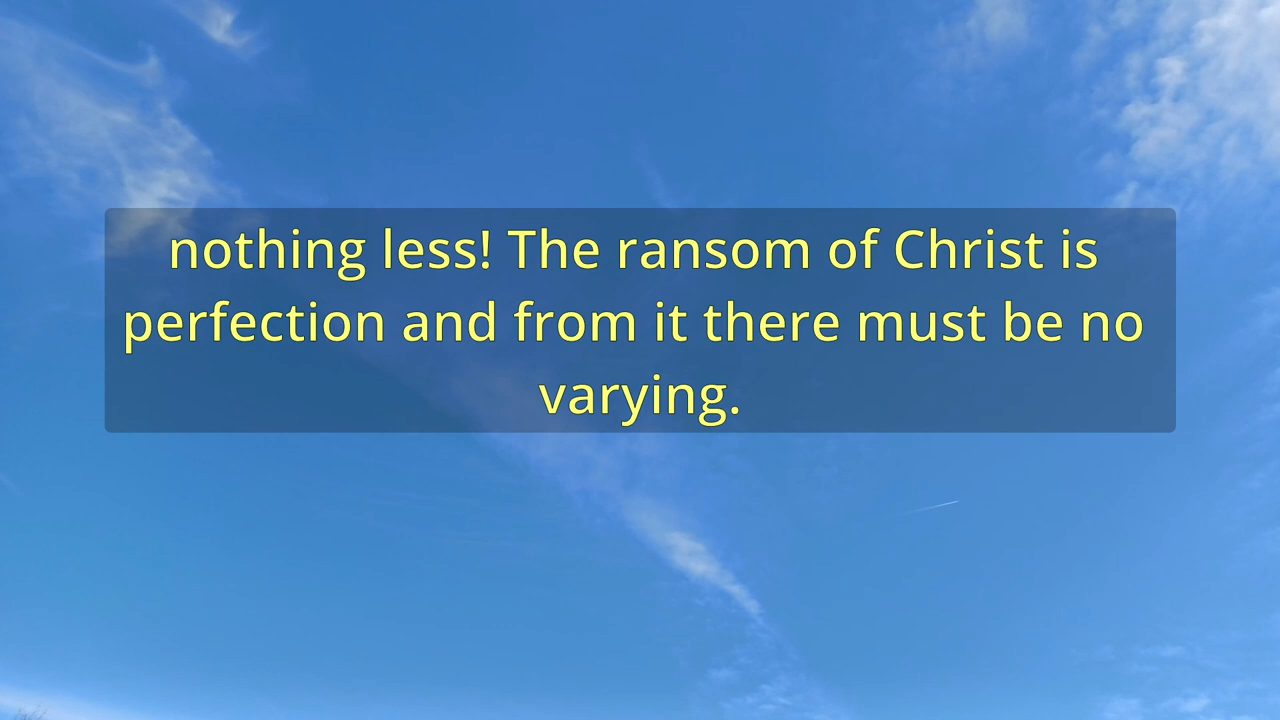 nothing less! The ransom of Christ is
perfection and from it there must be no
varying.